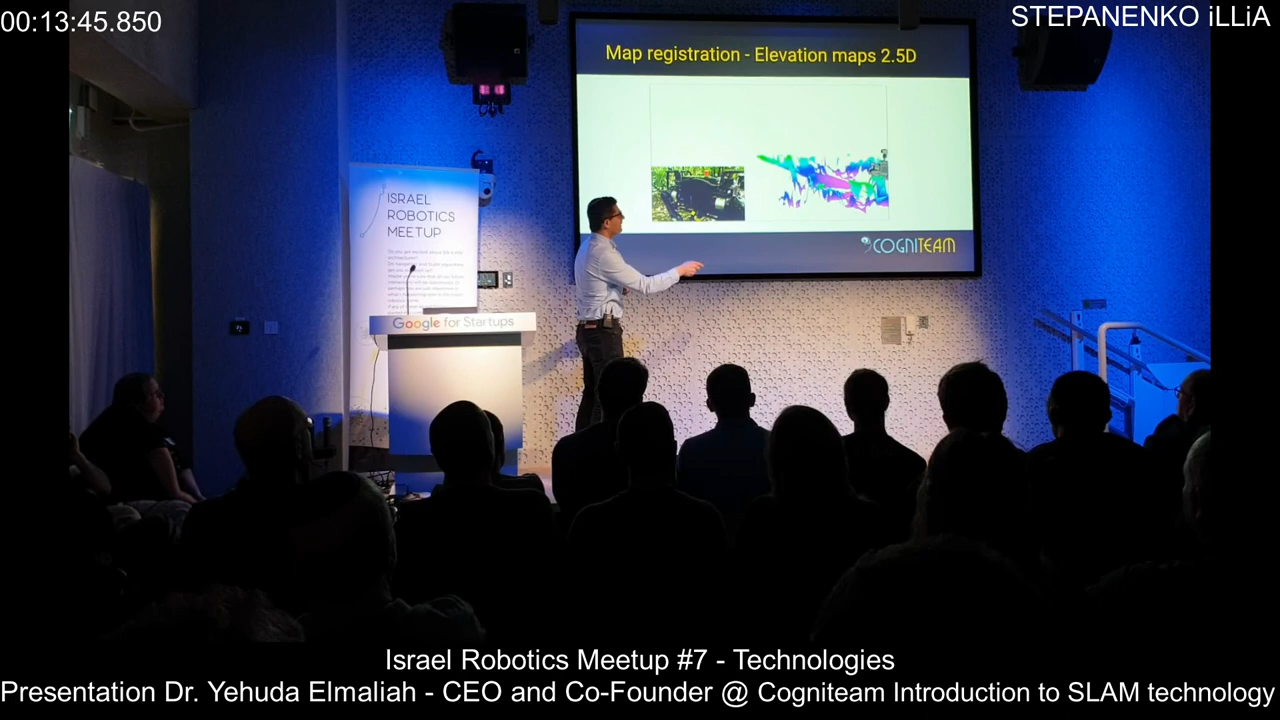 00:13:45.850
STEPANENKO iLLiA
Map registration - Elevation maps 2.5D
COGNITEAM
ISRAEL
ROBOTICS
MEETUP
Google for Startups
Israel Robotics Meetup #7 - Technologies
Presentation Dr. Yehuda Elmaliah - CEO and Co-Founder @ Cogniteam Introduction to SLAM technology